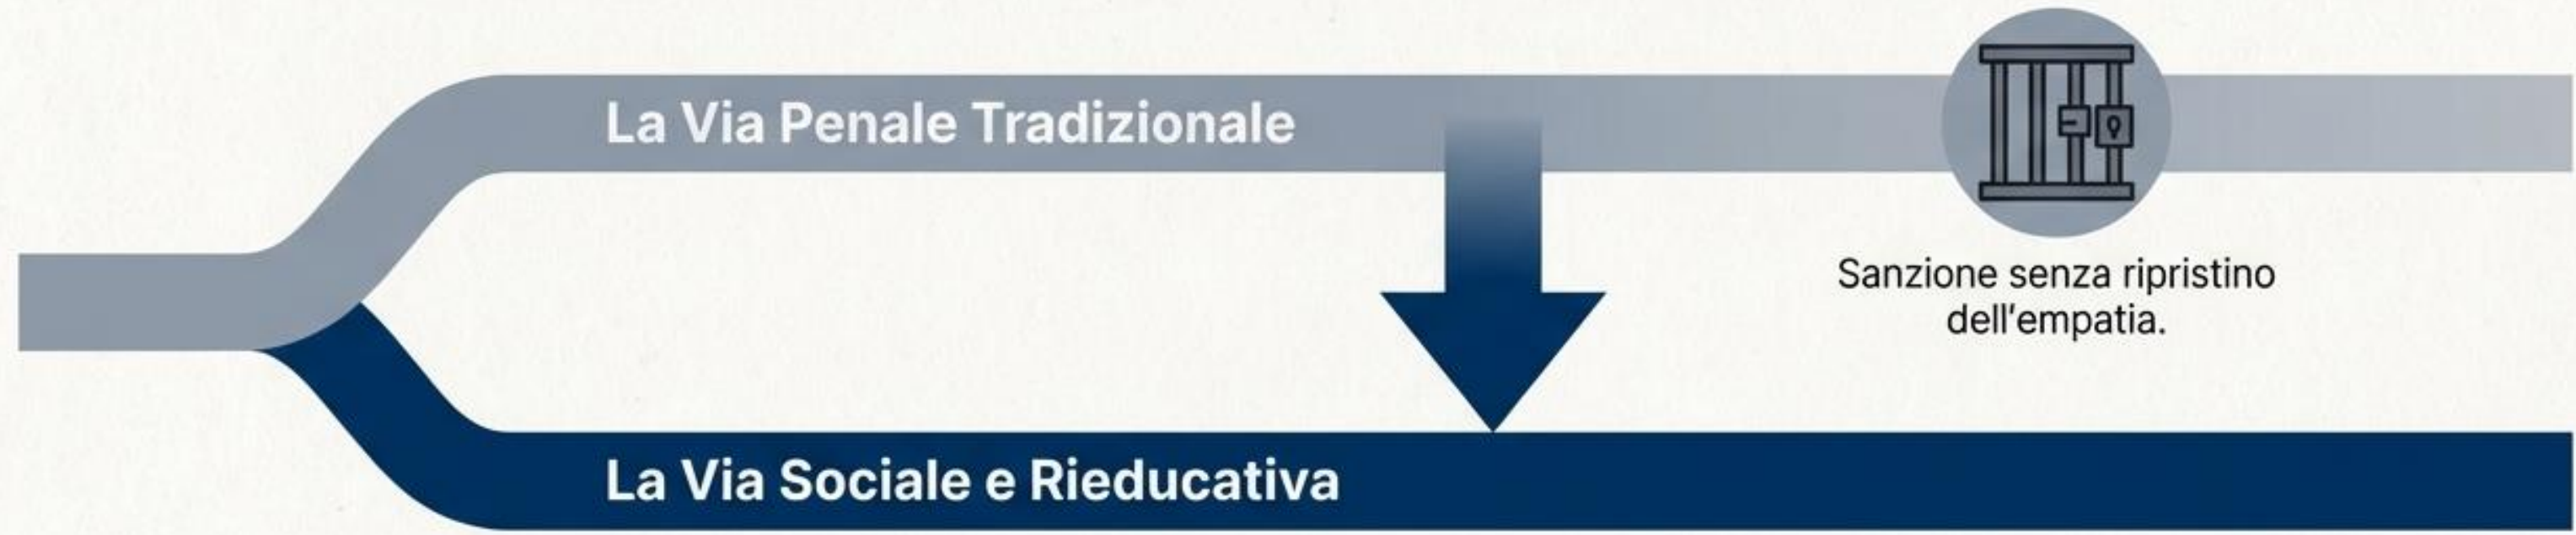 La Via Penale Tradizionale
Sanzione senza ripristino
dell'empatia.
La Via Sociale e Rieducativa